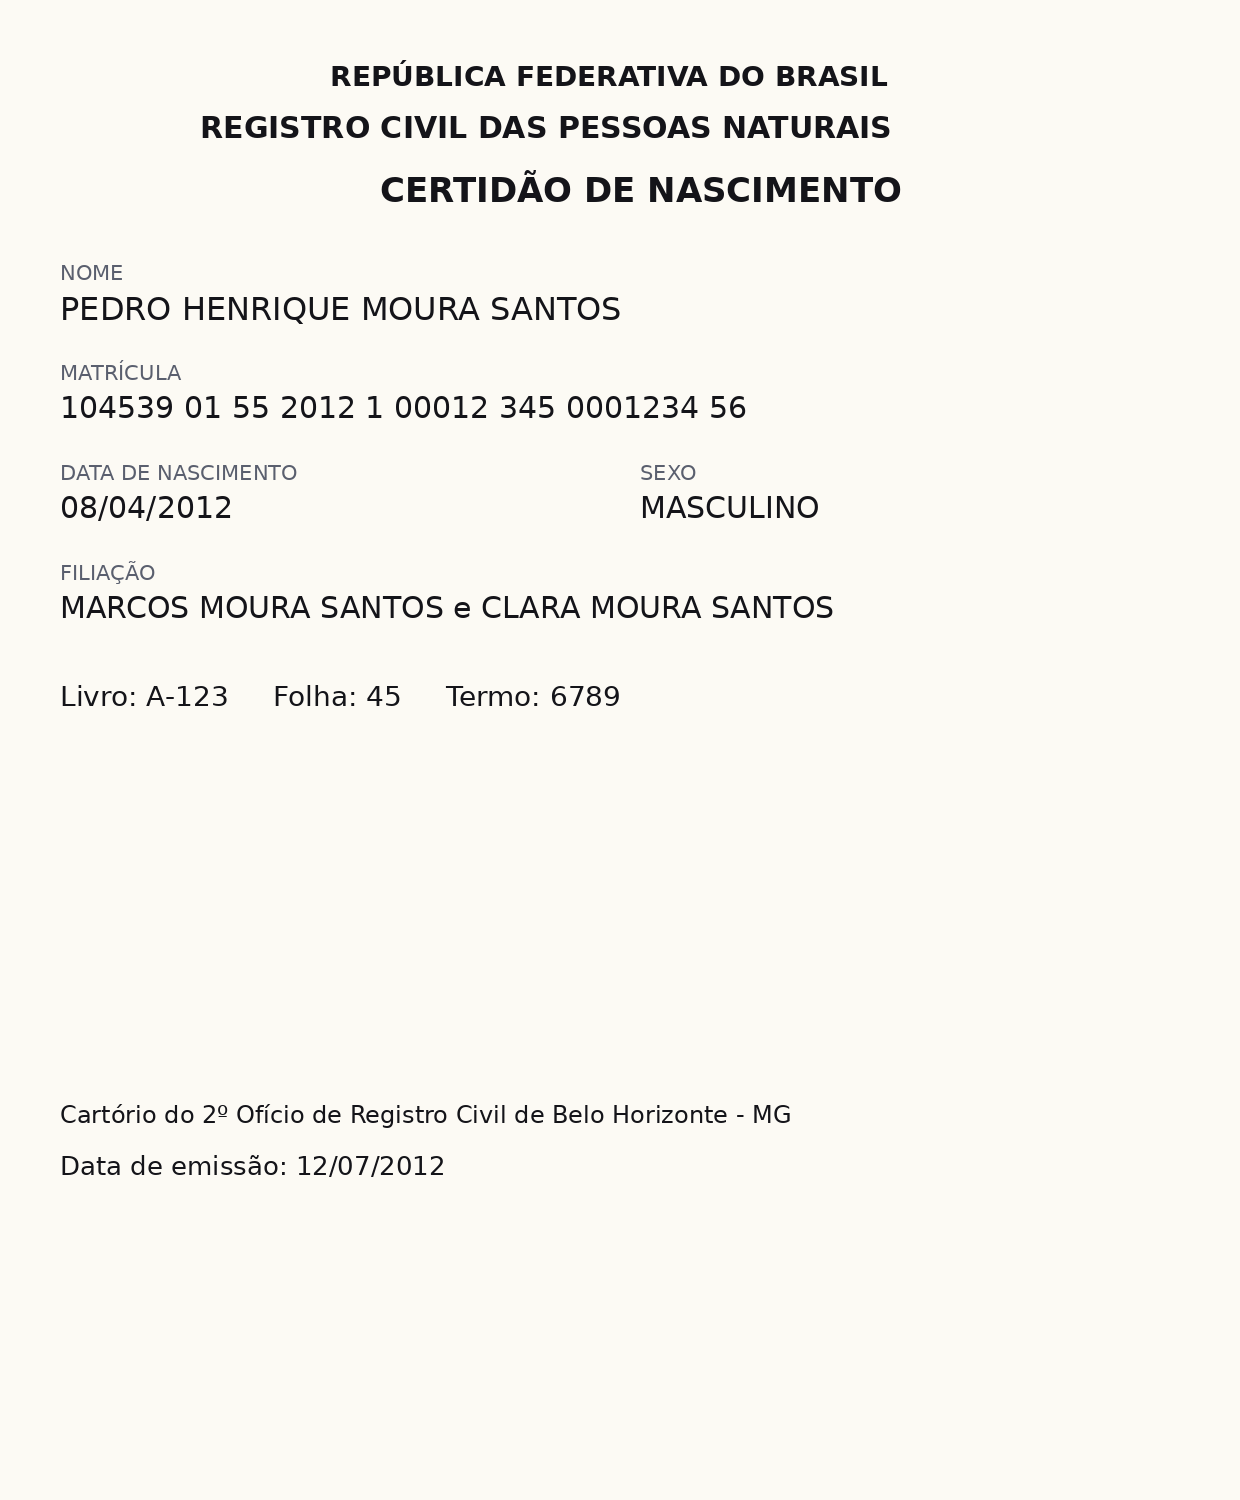 REPÚBLICA FEDERATIVA DO BRASIL
REGISTRO CIVIL DAS PESSOAS NATURAIS
CERTIDÃO DE NASCIMENTO
NOME
PEDRO HENRIQUE MOURA SANTOS
MATRÍCULA
104539 01 55 2012 1 00012 345 0001234 56
DATA DE NASCIMENTO SEXO
08/04/2012 MASCULINO
FILIAÇÃO
MARCOS MOURA SANTOS e CLARA MOURA SANTOS
Livro: A-123 Folha: 45 Termo: 6789
Cartório do 2º Ofício de Registro Civil de Belo Horizonte - MG
Data de emissão: 12/07/2012